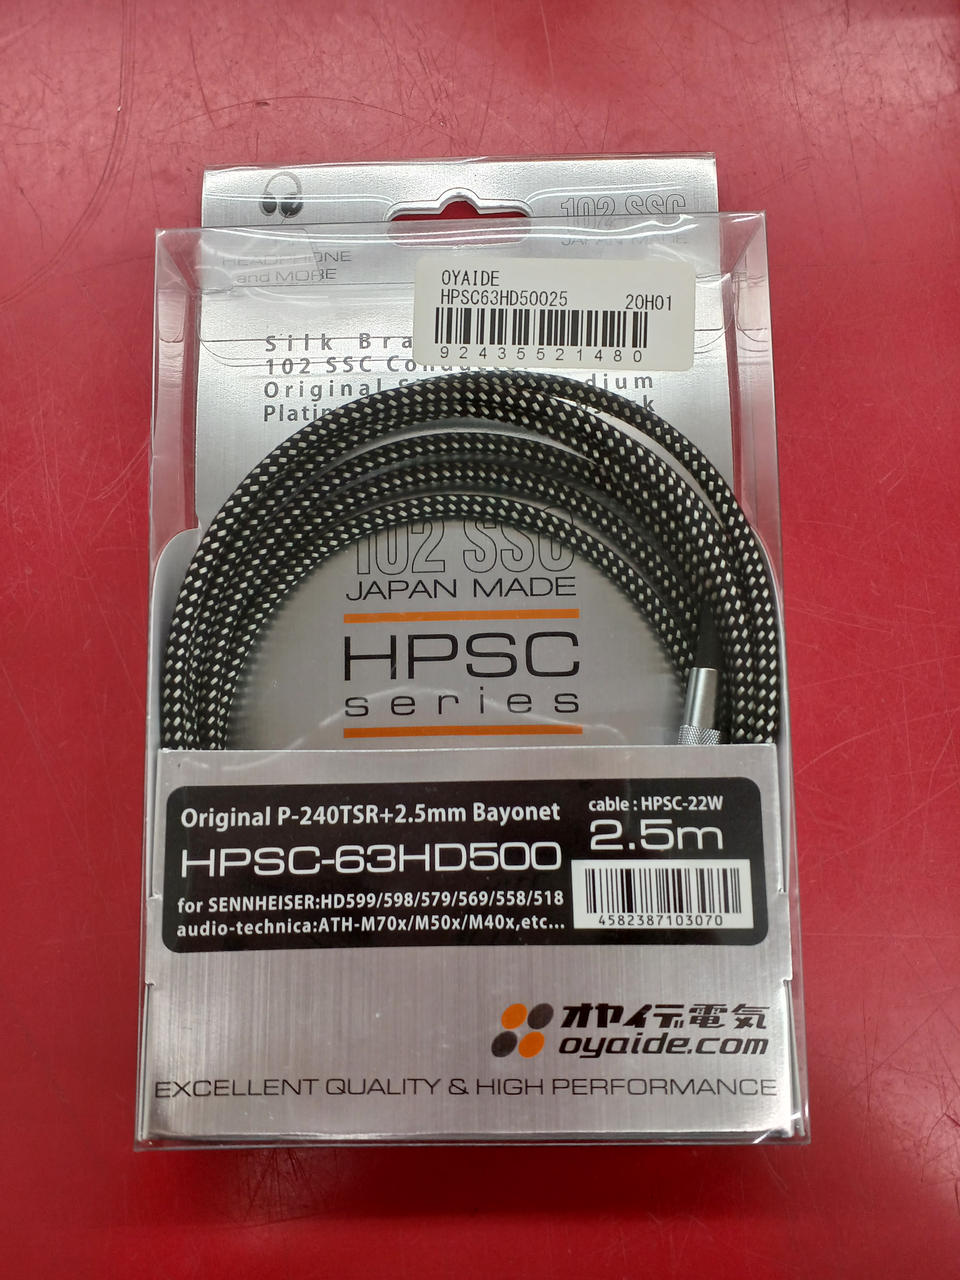 HEADPHONE
and MORE
102 SSC
JAPAN MADE
OYAIDE
HPSC63HD50025 20H01
92435521480
Silk
102 SSC
Original
102 SSC
JAPAN MADE
HPSC
series
Original P-240TSR+2.5mm Bayonet
cable : HPSC-22W
HPSC-63HD500
2.5m
for SENNHEISER:HD599/598/579/569/558/518
audio-technica:ATH-M70x/M50x/M40x,etc...
4582387103070
オヤイデ電気
oyaide.com
EXCELLENT QUALITY & HIGH PERFORMANCE